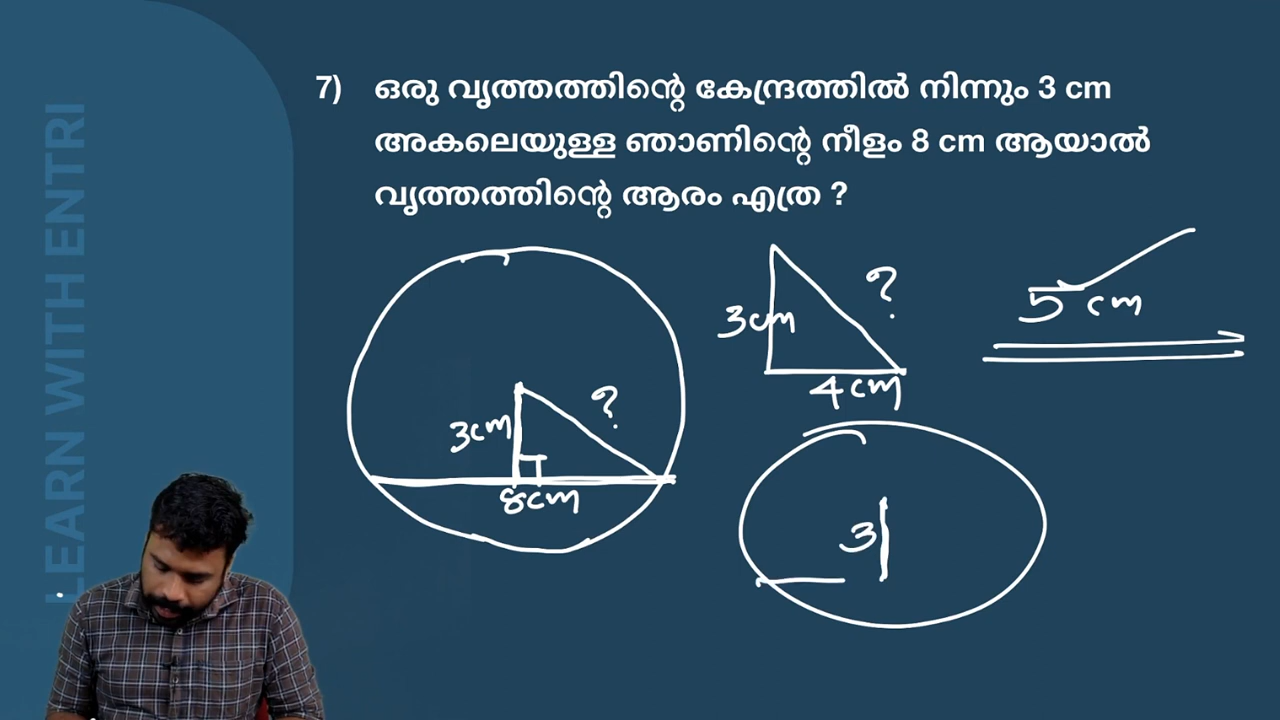 LEARN WITH ENTRI
7) ഒരു വൃത്തത്തിന്റെ കേന്ദ്രത്തിൽ നിന്നും 3 cm
അകലെയുള്ള ഞാണിന്റെ നീളം 8 cm ആയാൽ
വൃത്തത്തിന്റെ ആരം എത്ര ?
3cm ?
8cm
3cm ?
4cm
5 cm
3